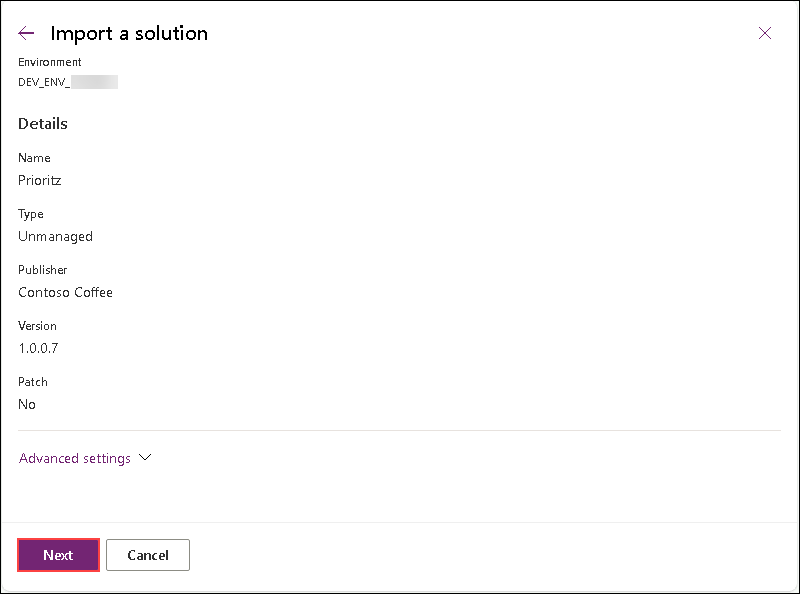 Import a solution
Environment
DEV_ENV_
Details
Name
Prioritz
Type
Unmanaged
Publisher
Contoso Coffee
Version
1.0.0.7
Patch
No
Advanced settings
Next
Cancel